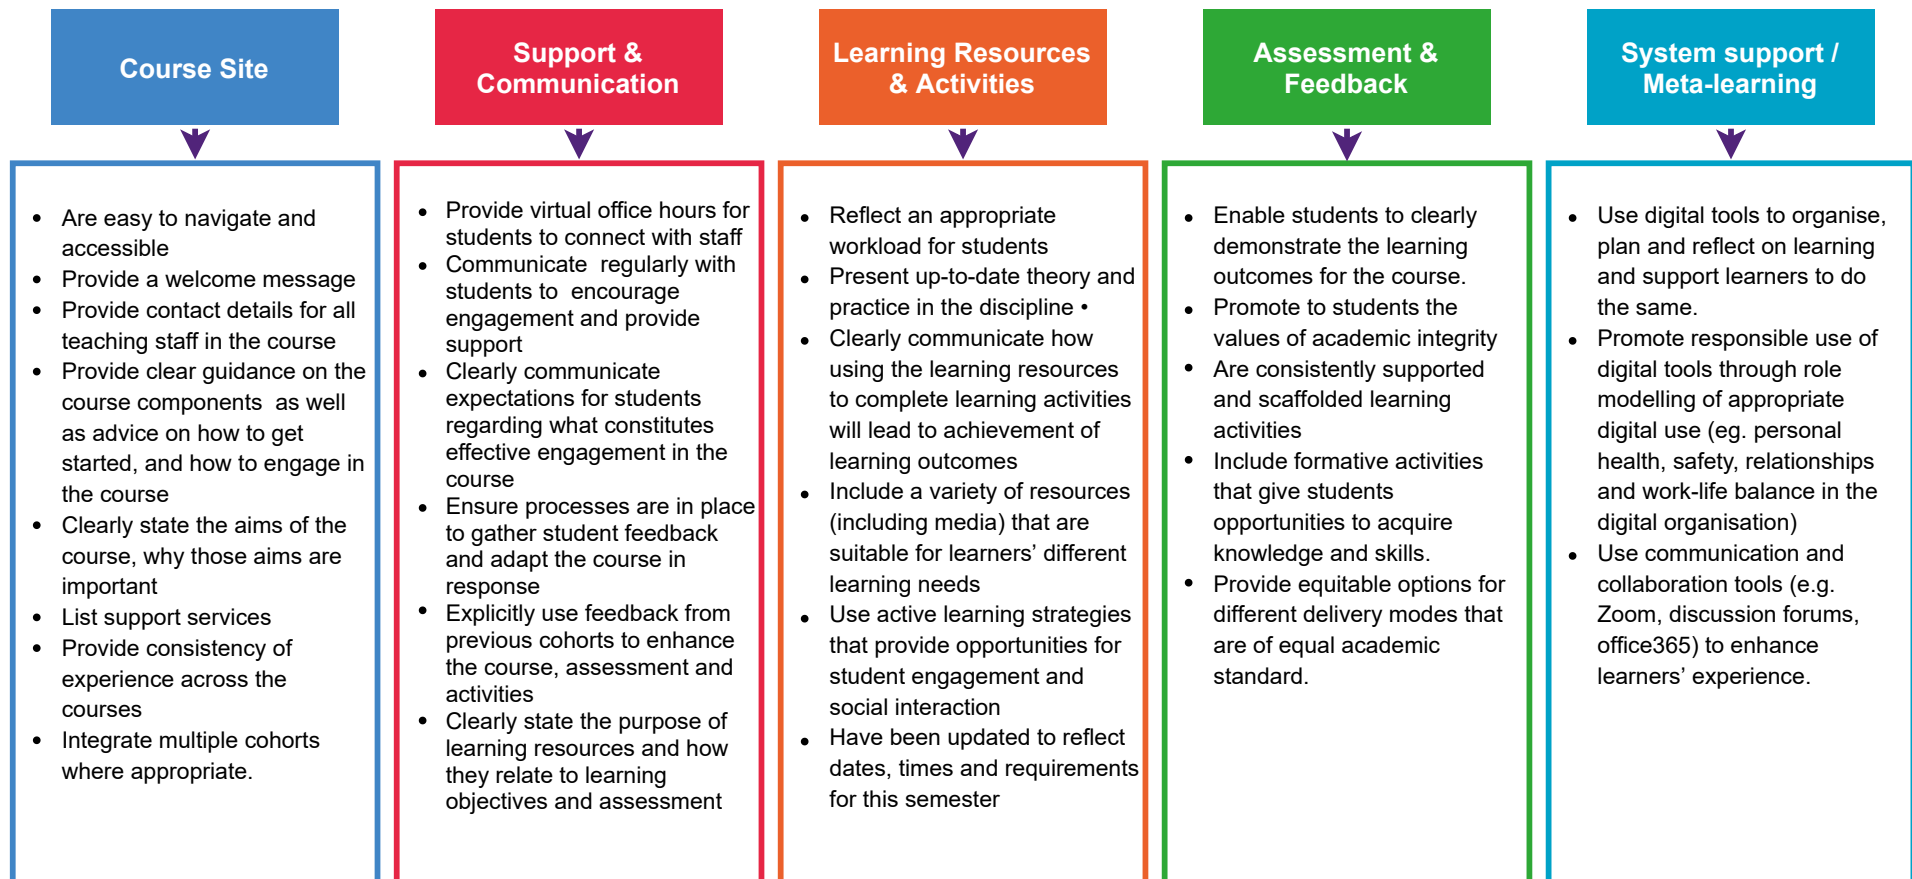 Course Site
Support &
Communication
Learning Resources
& Activities
Assessment &
Feedback
System support /
Meta-learning
• Are easy to navigate and
accessible
• Provide a welcome message
• Provide contact details for all
teaching staff in the course
• Provide clear guidance on the
course components  as well
as advice on how to get
started, and how to engage in
the course
• Clearly state the aims of the
course, why those aims are
important
• List support services
• Provide consistency of
experience across the
courses
• Integrate multiple cohorts
where appropriate.
• Provide virtual office hours for
students to connect with staff
• Communicate  regularly with
students to  encourage
engagement and provide
support
• Clearly communicate
expectations for students
regarding what constitutes
effective engagement in the
course
• Ensure processes are in place
to gather student feedback
and adapt the course in
response
• Explicitly use feedback from
previous cohorts to enhance
the course, assessment and
activities
• Clearly state the purpose of
learning resources and how
they relate to learning
objectives and assessment
• Reflect an appropriate
workload for students
• Present up-to-date theory and
practice in the discipline •
• Clearly communicate how
using the learning resources
to complete learning activities
will lead to achievement of
learning outcomes
• Include a variety of resources
(including media) that are
suitable for learners’ different
learning needs
• Use active learning strategies
that provide opportunities for
student engagement and
social interaction
• Have been updated to reflect
dates, times and requirements
for this semester
• Enable students to clearly
demonstrate the learning
outcomes for the course.
• Promote to students the
values of academic integrity
• Are consistently supported
and scaffolded learning
activities
• Include formative activities
that give students
opportunities to acquire
knowledge and skills.
• Provide equitable options for
different delivery modes that
are of equal academic
standard.
• Use digital tools to organise,
plan and reflect on learning
and support learners to do
the same.
• Promote responsible use of
digital tools through role
modelling of appropriate
digital use (eg. personal
health, safety, relationships
and work-life balance in the
digital organisation)
• Use communication and
collaboration tools (e.g.
Zoom, discussion forums,
office365) to enhance
learners’ experience.